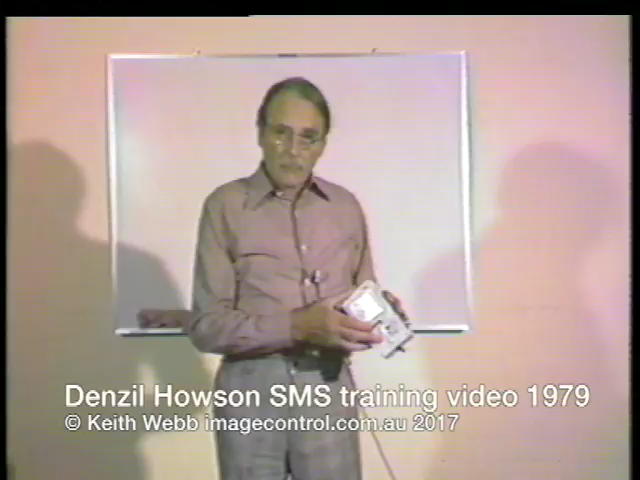 Denzil Howson SMS training video 1979
© Keith Webb imagecontrol.com.au 2017